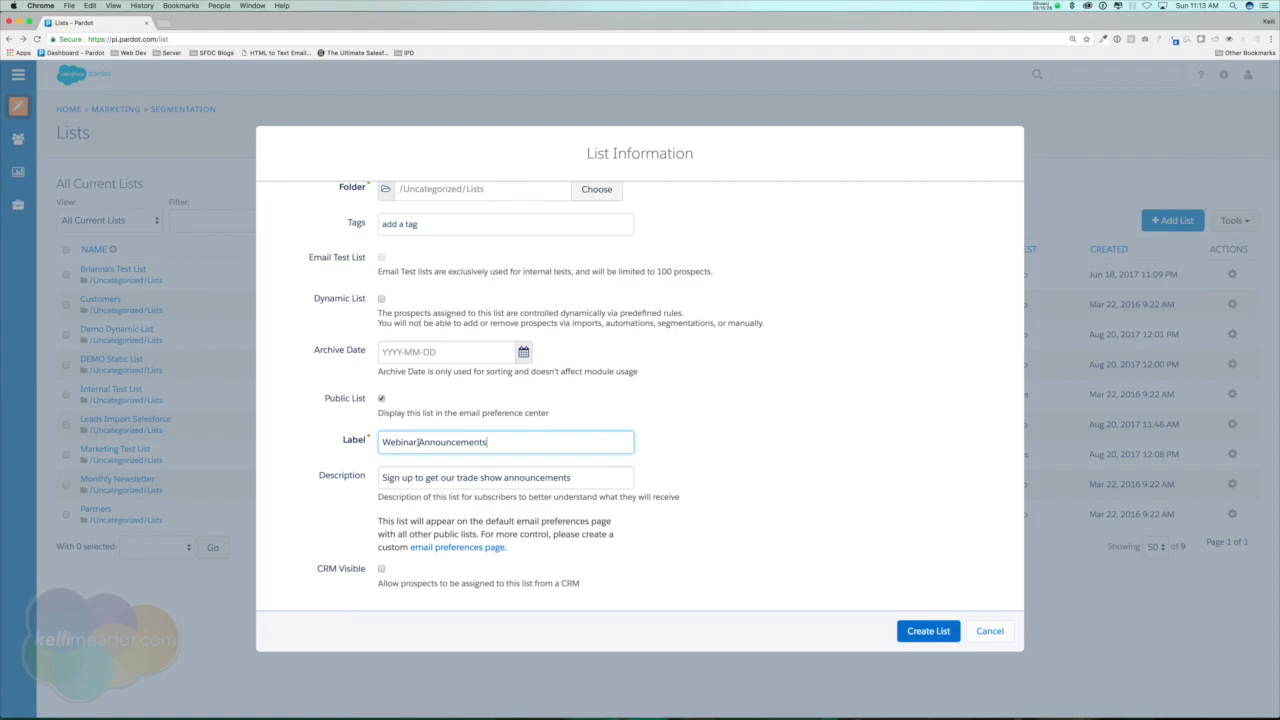 Chrome File Edit View History Bookmarks People Window Help
Sun 11:13 AM
Lists - Pardot
Kelli
Secure https://pi.pardot.com/list
Apps Dashboard - Pardot Web Dev Server SFDC Blogs HTML to Text Email... The Ultimate Salesf... IPD Other Bookmarks
salesforce pardot
HOME > MARKETING > SEGMENTATION
Lists
All Current Lists
View: Filter:
All Current Lists
+ Add List Tools
NAME CREATED ACTIONS
Brianna's Test List
/Uncategorized/Lists
Jun 18, 2017 11:09 PM
Customers
/Uncategorized/Lists
Mar 22, 2016 9:22 AM
Demo Dynamic List
/Uncategorized/Lists
Aug 20, 2017 12:01 PM
DEMO Static List
/Uncategorized/Lists
Aug 20, 2017 12:07 PM
Internal Test List
/Uncategorized/Lists
Mar 22, 2016 9:22 AM
Leads Import Salesforce
/Uncategorized/Lists
Aug 20, 2017 11:46 AM
Marketing Test List
/Uncategorized/Lists
Aug 20, 2017 12:08 PM
Monthly Newsletter
/Uncategorized/Lists
Mar 22, 2016 9:22 AM
Partners
/Uncategorized/Lists
Mar 22, 2016 9:22 AM
With 0 selected: Go
Showing 50 of 9 Page 1 of 1
List Information
Folder* /Uncategorized/Lists Choose
Tags add a tag
Email Test List
Email Test lists are exclusively used for internal tests, and will be limited to 100 prospects.
Dynamic List
The prospects assigned to this list are controlled dynamically via predefined rules.
You will not be able to add or remove prospects via imports, automations, segmentations, or manually.
Archive Date YYYY-MM-DD
Archive Date is only used for sorting and doesn't affect module usage
Public List
Display this list in the email preference center
Label* Webinar Announcements
Description Sign up to get our trade show announcements
Description of this list for subscribers to better understand what they will receive
This list will appear on the default email preferences page
with all other public lists. For more control, please create a
custom email preferences page.
CRM Visible
Allow prospects to be assigned to this list from a CRM
Create List Cancel
kellimeador.com